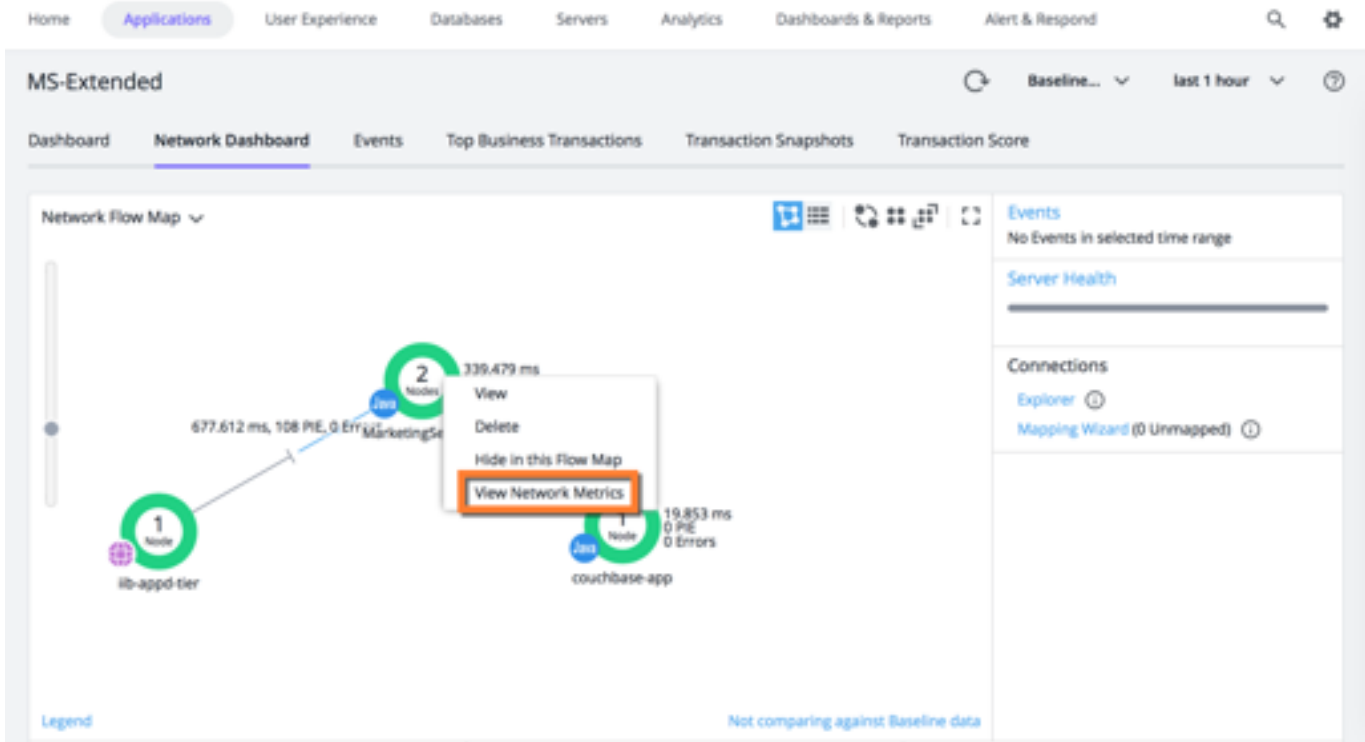 Home Applications User Experience Databases Servers Analytics Dashboards & Reports Alert & Respond
MS-Extended Baseline... last 1 hour
Dashboard Network Dashboard Events Top Business Transactions Transaction Snapshots Transaction Score
Network Flow Map
Events
No Events in selected time range
Server Health
Connections
Explorer
Mapping Wizard (0 Unmapped)
2
Nodes
Java
339.479 ms
677.612 ms, 108 PIE, 0
MarketingSe
View
Delete
Hide in this Flow Map
View Network Metrics
1
Node
iib-appd-tier
1
Node
Java
19.853 ms
0 PIE
0 Errors
couchbase-app
Legend
Not comparing against Baseline data